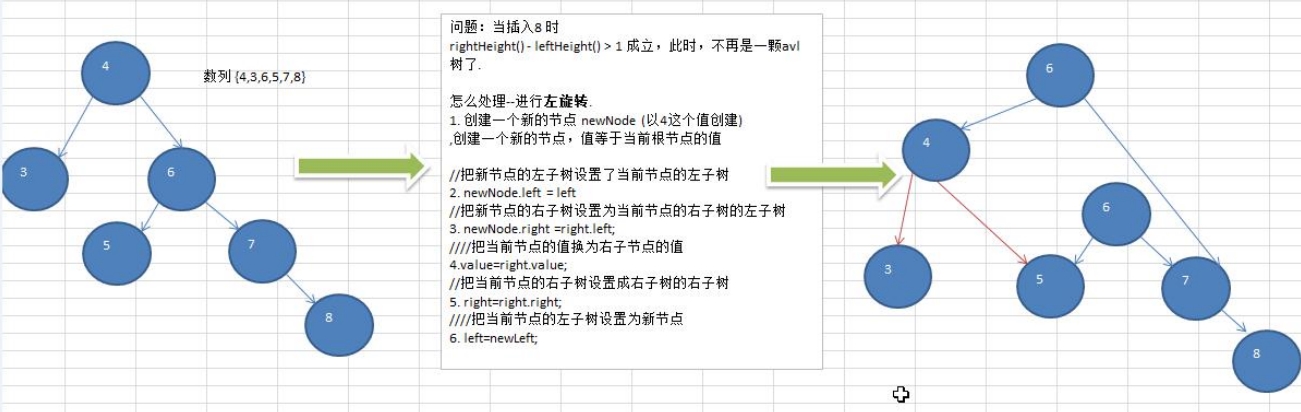 4
数列 {4,3,6,5,7,8}
3
6
5
7
8
问题：当插入8 时
rightHeight() - leftHeight() > 1 成立，此时，不再是一颗avl
树了.
怎么处理--进行左旋转.
1. 创建一个新的节点 newNode (以4这个值创建)
,创建一个新的节点，值等于当前根节点的值
//把新节点的左子树设置了当前节点的左子树
2. newNode.left = left
//把新节点的右子树设置为当前节点的右子树的左子树
3. newNode.right =right.left;
////把当前节点的值换为右子节点的值
4.value=right.value;
//把当前节点的右子树设置成右子树的右子树
5. right=right.right;
////把当前节点的左子树设置为新节点
6. left=newLeft;
6
4
6
3
5
7
8